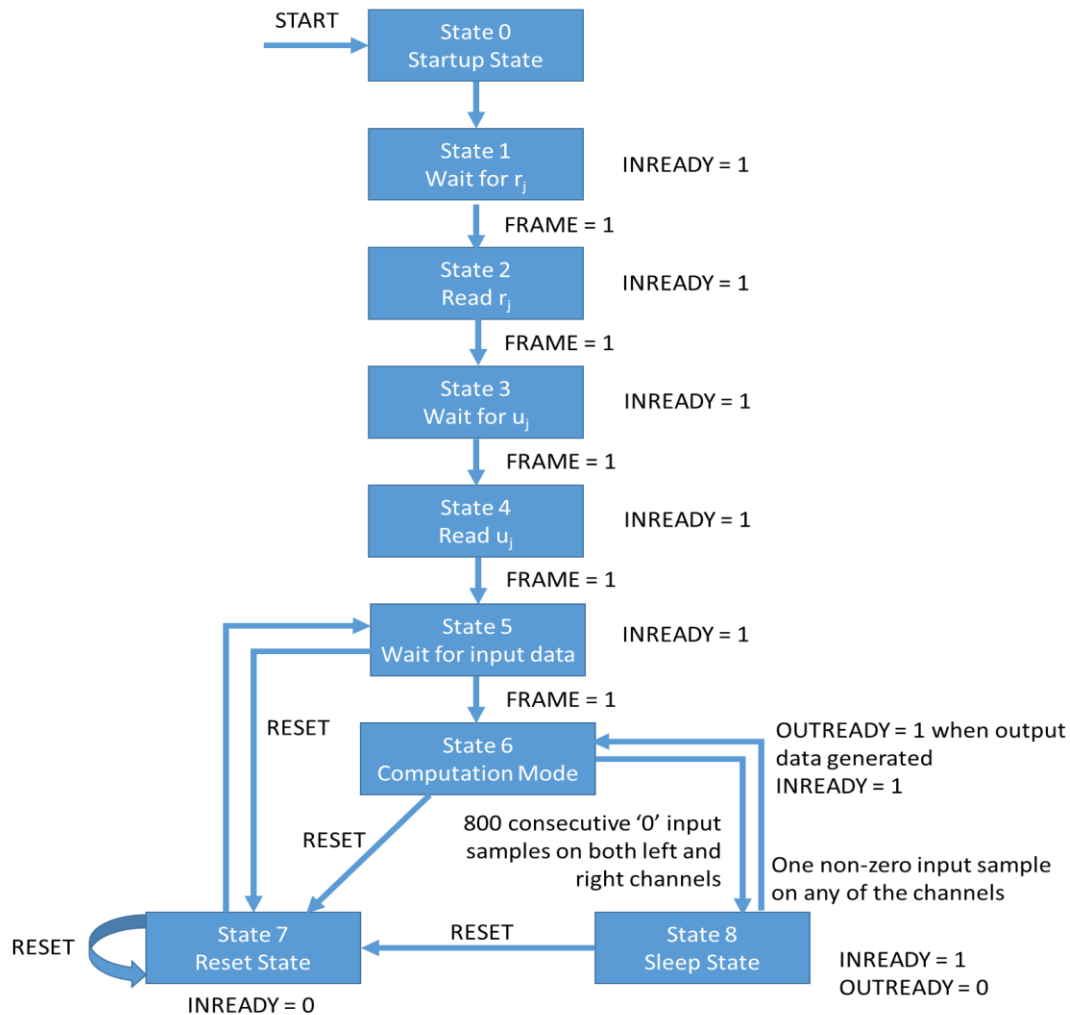 START
State 0
Startup State
State 1
Wait for rj
INREADY = 1
FRAME = 1
State 2
Read rj
INREADY = 1
FRAME = 1
State 3
Wait for uj
INREADY = 1
FRAME = 1
State 4
Read uj
INREADY = 1
FRAME = 1
State 5
Wait for input data
INREADY = 1
FRAME = 1
RESET
State 6
Computation Mode
OUTREADY = 1 when output
data generated
INREADY = 1
RESET
800 consecutive ‘0’ input
samples on both left and
right channels
One non-zero input sample
on any of the channels
RESET
State 7
Reset State
INREADY = 0
RESET
State 8
Sleep State
INREADY = 1
OUTREADY = 0